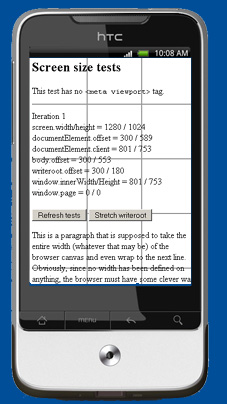 hTC
10:08 AM
Screen size tests
This test has no <meta viewport> tag.
Iteration 1
screen.width/height = 1280 / 1024
documentElement.offset = 300 / 589
documentElement.client = 801 / 753
body.offset = 300 / 553
writeroot.offset = 300 / 180
window.innerWidth/Height = 801 / 753
window.page = 0 / 0
Refresh tests Stretch writeroot
This is a paragraph that is supposed to take the
entire width (whatever that may be) of the
browser canvas and even wrap to the next line.
Obviously, since no width has been defined on
anything, the browser must have some clever wa
MENU